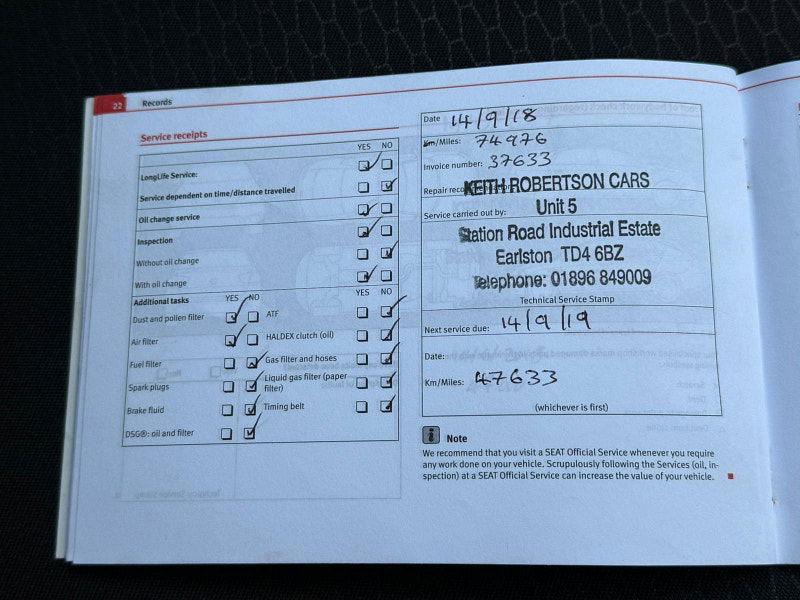 22 Records
Service receipts
YES NO
LongLife Service:
Service dependent on time/distance travelled
Oil change service
Inspection
Without oil change
With oil change
Additional tasks YES NO YES NO
Dust and pollen filter ATF
Air filter HALDEX clutch (oil)
Fuel filter Gas filter and hoses
Spark plugs Liquid gas filter (paper filter)
Brake fluid Timing belt
DSG®: oil and filter
Date 14/9/18
Km/Miles: 74976
Invoice number: 37633
Repair
KEITH ROBERTSON CARS
Service carried out by: Unit 5
Station Road Industrial Estate
Earlston TD4 6BZ
Telephone: 01896 849009
Technical Service Stamp
Next service due: 14/9/19
Date:
Km/Miles: 47633
(whichever is first)
i Note
We recommend that you visit a SEAT Official Service whenever you require
any work done on your vehicle. Scrupulously following the Services (oil, in-
spection) at a SEAT Official Service can increase the value of your vehicle.